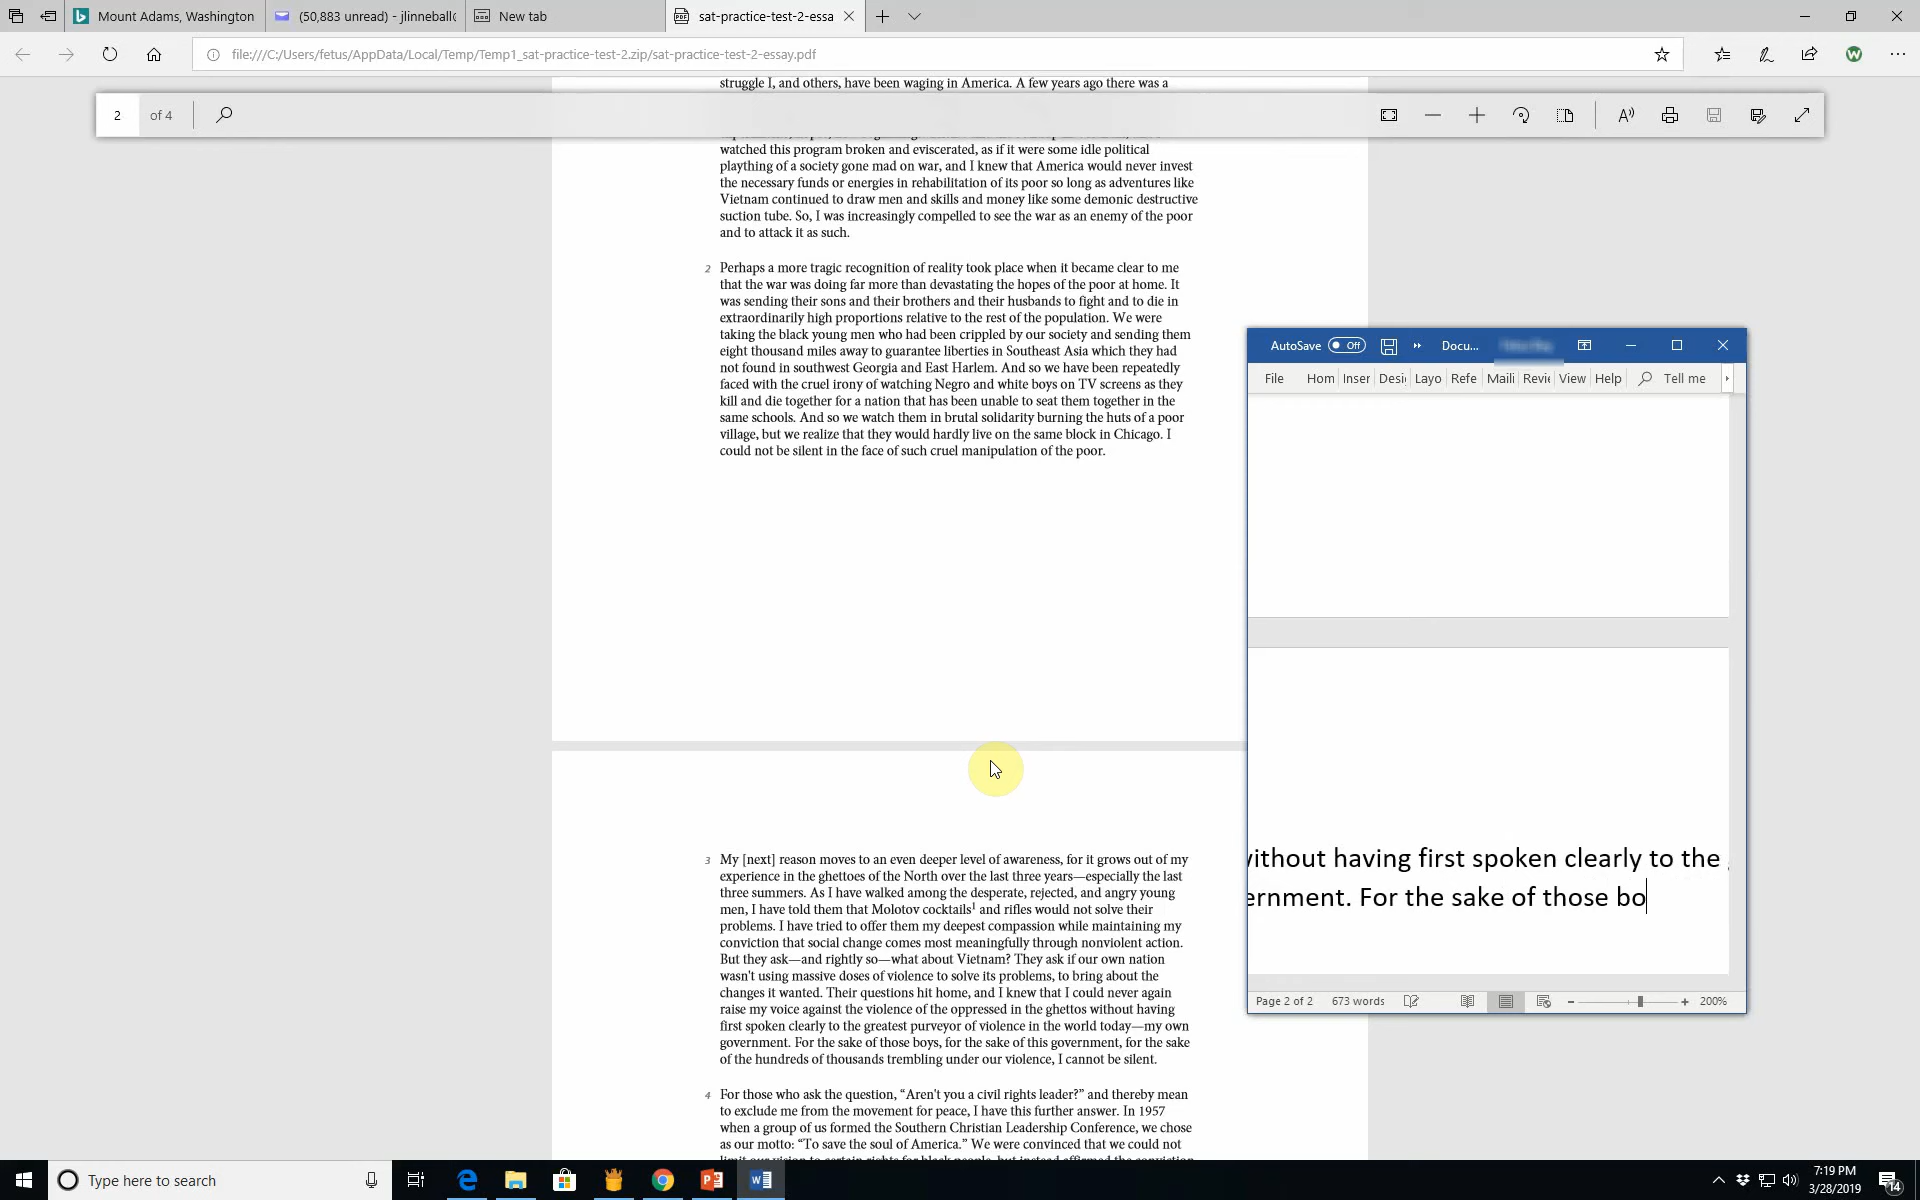 Mount Adams, Washington
(50,883 unread) - jlinneball
New tab
sat-practice-test-2-essa
file:///C:/Users/fetus/AppData/Local/Temp/Temp1_sat-practice-test-2.zip/sat-practice-test-2-essay.pdf
W
struggle I, and others, have been waging in America. A few years ago there was a
2 of 4
watched this program broken and eviscerated, as if it were some idle political
plaything of a society gone mad on war, and I knew that America would never invest
the necessary funds or energies in rehabilitation of its poor so long as adventures like
Vietnam continued to draw men and skills and money like some demonic destructive
suction tube. So, I was increasingly compelled to see the war as an enemy of the poor
and to attack it as such.
2 Perhaps a more tragic recognition of reality took place when it became clear to me
that the war was doing far more than devastating the hopes of the poor at home. It
was sending their sons and their brothers and their husbands to fight and to die in
extraordinarily high proportions relative to the rest of the population. We were
taking the black young men who had been crippled by our society and sending them
eight thousand miles away to guarantee liberties in Southeast Asia which they had
not found in southwest Georgia and East Harlem. And so we have been repeatedly
faced with the cruel irony of watching Negro and white boys on TV screens as they
kill and die together for a nation that has been unable to seat them together in the
same schools. And so we watch them in brutal solidarity burning the huts of a poor
village, but we realize that they would hardly live on the same block in Chicago. I
could not be silent in the face of such cruel manipulation of the poor.
3 My [next] reason moves to an even deeper level of awareness, for it grows out of my
experience in the ghettoes of the North over the last three years—especially the last
three summers. As I have walked among the desperate, rejected, and angry young
men, I have told them that Molotov cocktails1 and rifles would not solve their
problems. I have tried to offer them my deepest compassion while maintaining my
conviction that social change comes most meaningfully through nonviolent action.
But they ask—and rightly so—what about Vietnam? They ask if our own nation
wasn't using massive doses of violence to solve its problems, to bring about the
changes it wanted. Their questions hit home, and I knew that I could never again
raise my voice against the violence of the oppressed in the ghettos without having
first spoken clearly to the greatest purveyor of violence in the world today—my own
government. For the sake of those boys, for the sake of this government, for the sake
of the hundreds of thousands trembling under our violence, I cannot be silent.
4 For those who ask the question, “Aren't you a civil rights leader?” and thereby mean
to exclude me from the movement for peace, I have this further answer. In 1957
when a group of us formed the Southern Christian Leadership Conference, we chose
as our motto: “To save the soul of America.” We were convinced that we could not
limit our vision to certain rights for black people, but instead affirmed the conviction
AutoSave Off Docu...
File Hom Inser Desi Layo Refe Maili Revie View Help Tell me
without having first spoken clearly to the
ernment. For the sake of those bo
Page 2 of 2 673 words 200%
Type here to search
7:19 PM
3/28/2019
14